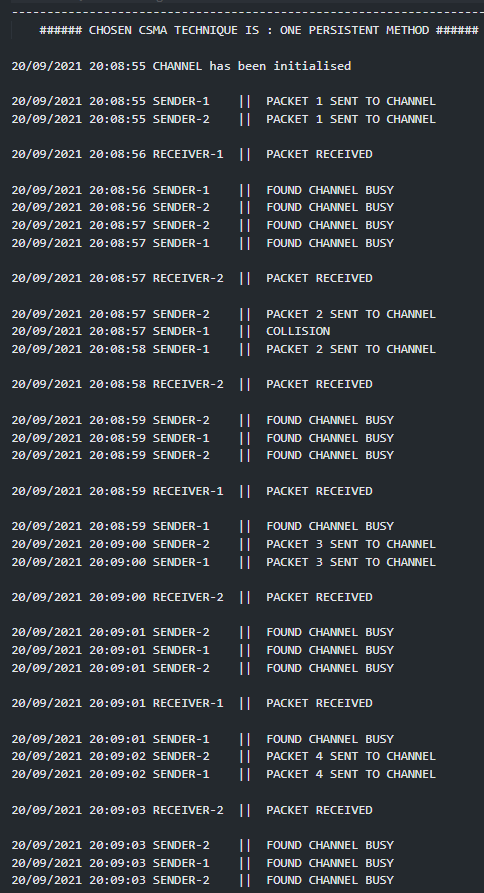 ###### CHOSEN CSMA TECHNIQUE IS : ONE PERSISTENT METHOD ######
20/09/2021 20:08:55 CHANNEL has been initialised
20/09/2021 20:08:55 SENDER-1 || PACKET 1 SENT TO CHANNEL
20/09/2021 20:08:55 SENDER-2 || PACKET 1 SENT TO CHANNEL
20/09/2021 20:08:56 RECEIVER-1 || PACKET RECEIVED
20/09/2021 20:08:56 SENDER-1 || FOUND CHANNEL BUSY
20/09/2021 20:08:56 SENDER-2 || FOUND CHANNEL BUSY
20/09/2021 20:08:57 SENDER-2 || FOUND CHANNEL BUSY
20/09/2021 20:08:57 SENDER-1 || FOUND CHANNEL BUSY
20/09/2021 20:08:57 RECEIVER-2 || PACKET RECEIVED
20/09/2021 20:08:57 SENDER-2 || PACKET 2 SENT TO CHANNEL
20/09/2021 20:08:57 SENDER-1 || COLLISION
20/09/2021 20:08:58 SENDER-1 || PACKET 2 SENT TO CHANNEL
20/09/2021 20:08:58 RECEIVER-2 || PACKET RECEIVED
20/09/2021 20:08:59 SENDER-2 || FOUND CHANNEL BUSY
20/09/2021 20:08:59 SENDER-1 || FOUND CHANNEL BUSY
20/09/2021 20:08:59 SENDER-2 || FOUND CHANNEL BUSY
20/09/2021 20:08:59 RECEIVER-1 || PACKET RECEIVED
20/09/2021 20:08:59 SENDER-1 || FOUND CHANNEL BUSY
20/09/2021 20:09:00 SENDER-2 || PACKET 3 SENT TO CHANNEL
20/09/2021 20:09:00 SENDER-1 || PACKET 3 SENT TO CHANNEL
20/09/2021 20:09:00 RECEIVER-2 || PACKET RECEIVED
20/09/2021 20:09:01 SENDER-2 || FOUND CHANNEL BUSY
20/09/2021 20:09:01 SENDER-1 || FOUND CHANNEL BUSY
20/09/2021 20:09:01 SENDER-2 || FOUND CHANNEL BUSY
20/09/2021 20:09:01 RECEIVER-1 || PACKET RECEIVED
20/09/2021 20:09:01 SENDER-1 || FOUND CHANNEL BUSY
20/09/2021 20:09:02 SENDER-2 || PACKET 4 SENT TO CHANNEL
20/09/2021 20:09:02 SENDER-1 || PACKET 4 SENT TO CHANNEL
20/09/2021 20:09:03 RECEIVER-2 || PACKET RECEIVED
20/09/2021 20:09:03 SENDER-2 || FOUND CHANNEL BUSY
20/09/2021 20:09:03 SENDER-1 || FOUND CHANNEL BUSY
20/09/2021 20:09:03 SENDER-2 || FOUND CHANNEL BUSY